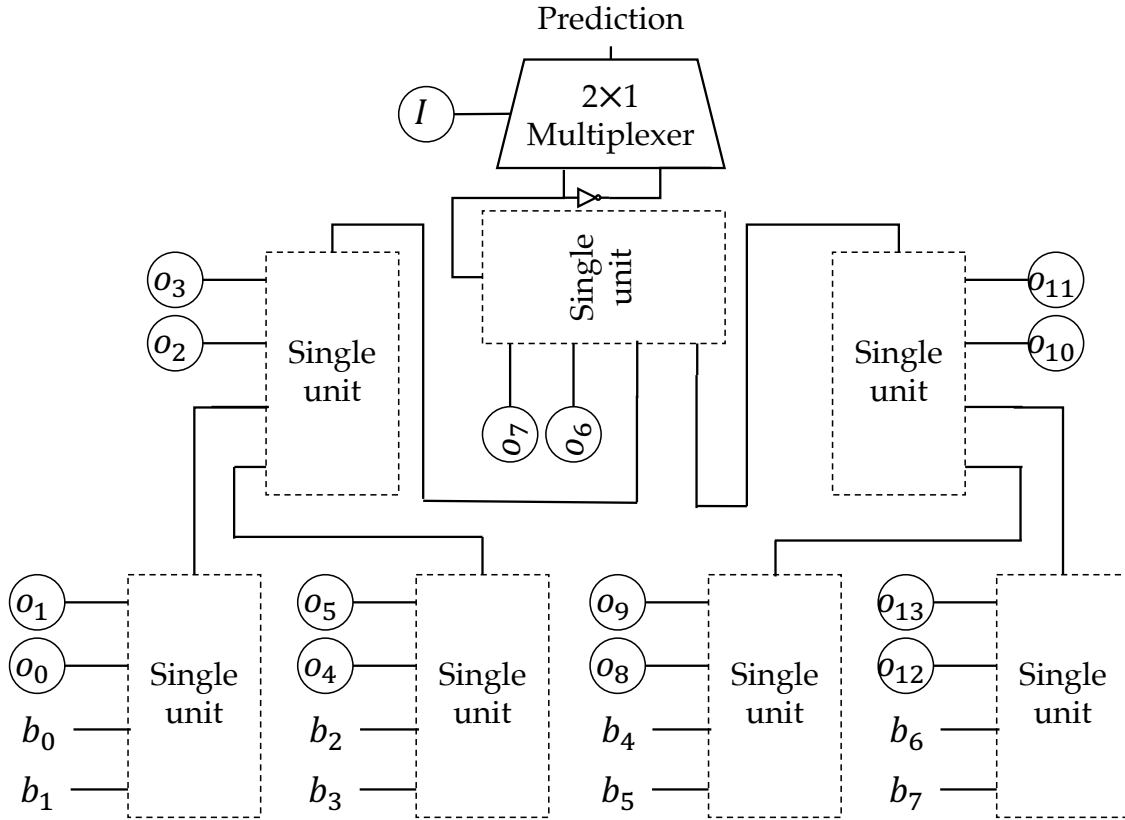 Prediction
2×1
Multiplexer
I
Single
unit
o₃
o₂
Single
unit
o₁₁
o₁₀
Single
unit
o₇
o₆
o₁
o₀
b₀
b₁
Single
unit
o₅
o₄
b₂
b₃
Single
unit
o₉
o₈
b₄
b₅
Single
unit
o₁₃
o₁₂
b₆
b₇
Single
unit